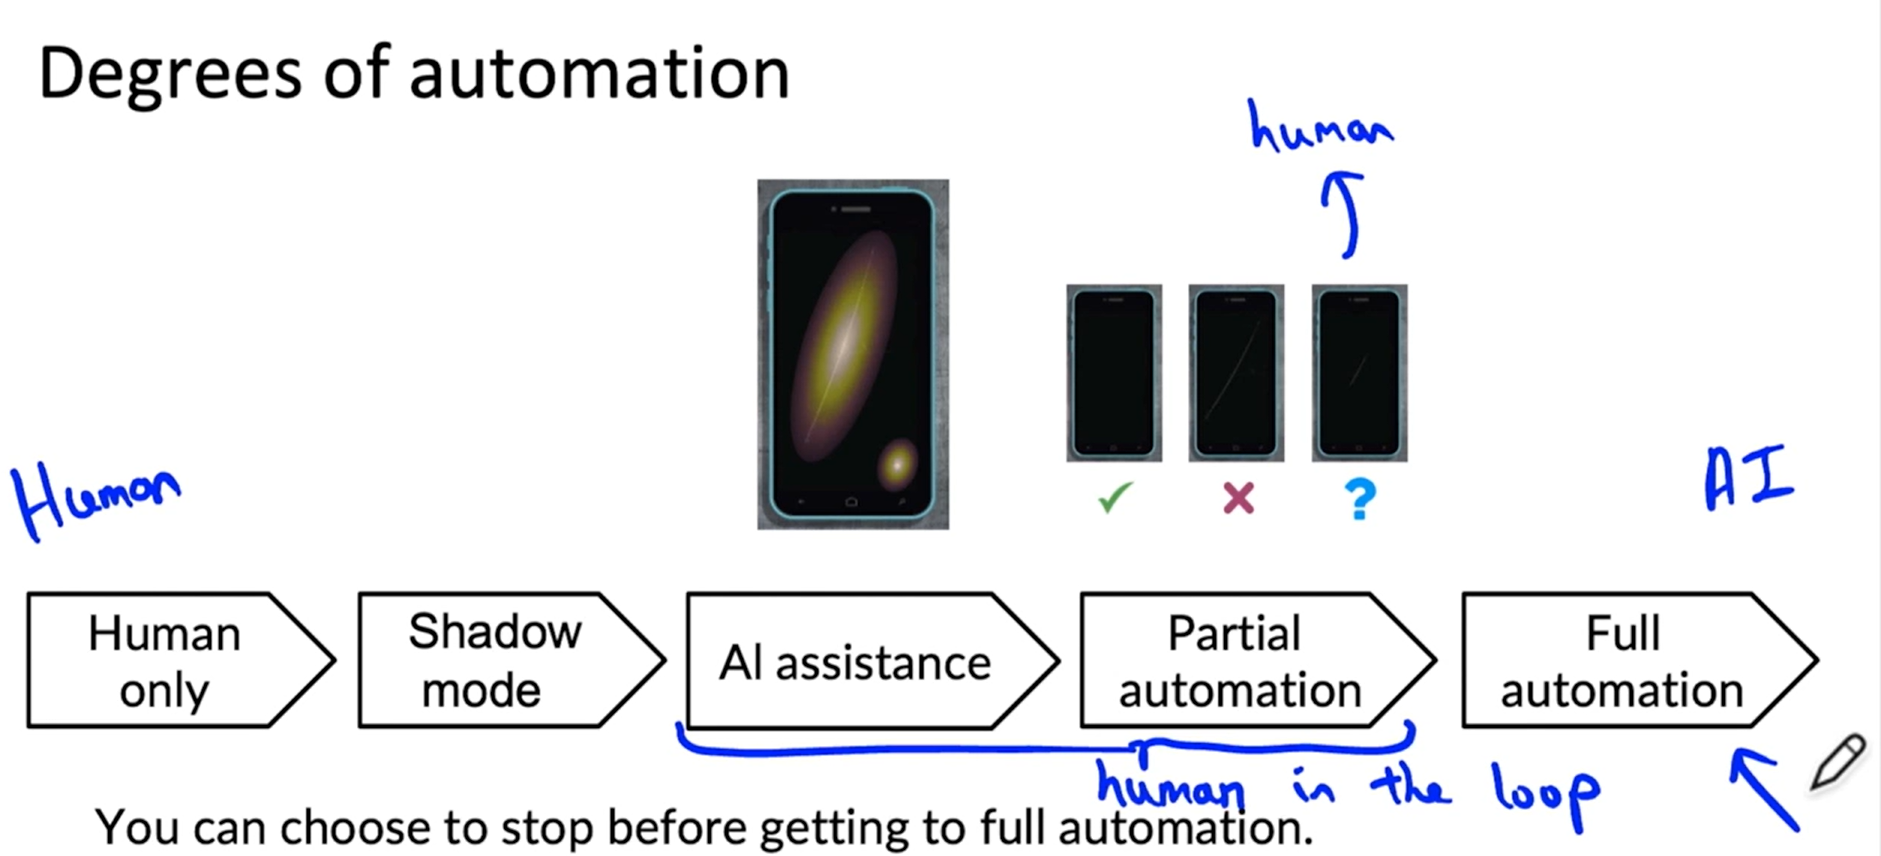 Degrees of automation
human
?
Human
AI
Human
only
Shadow
mode
AI assistance
Partial
automation
Full
automation
human in the loop
You can choose to stop before getting to full automation.